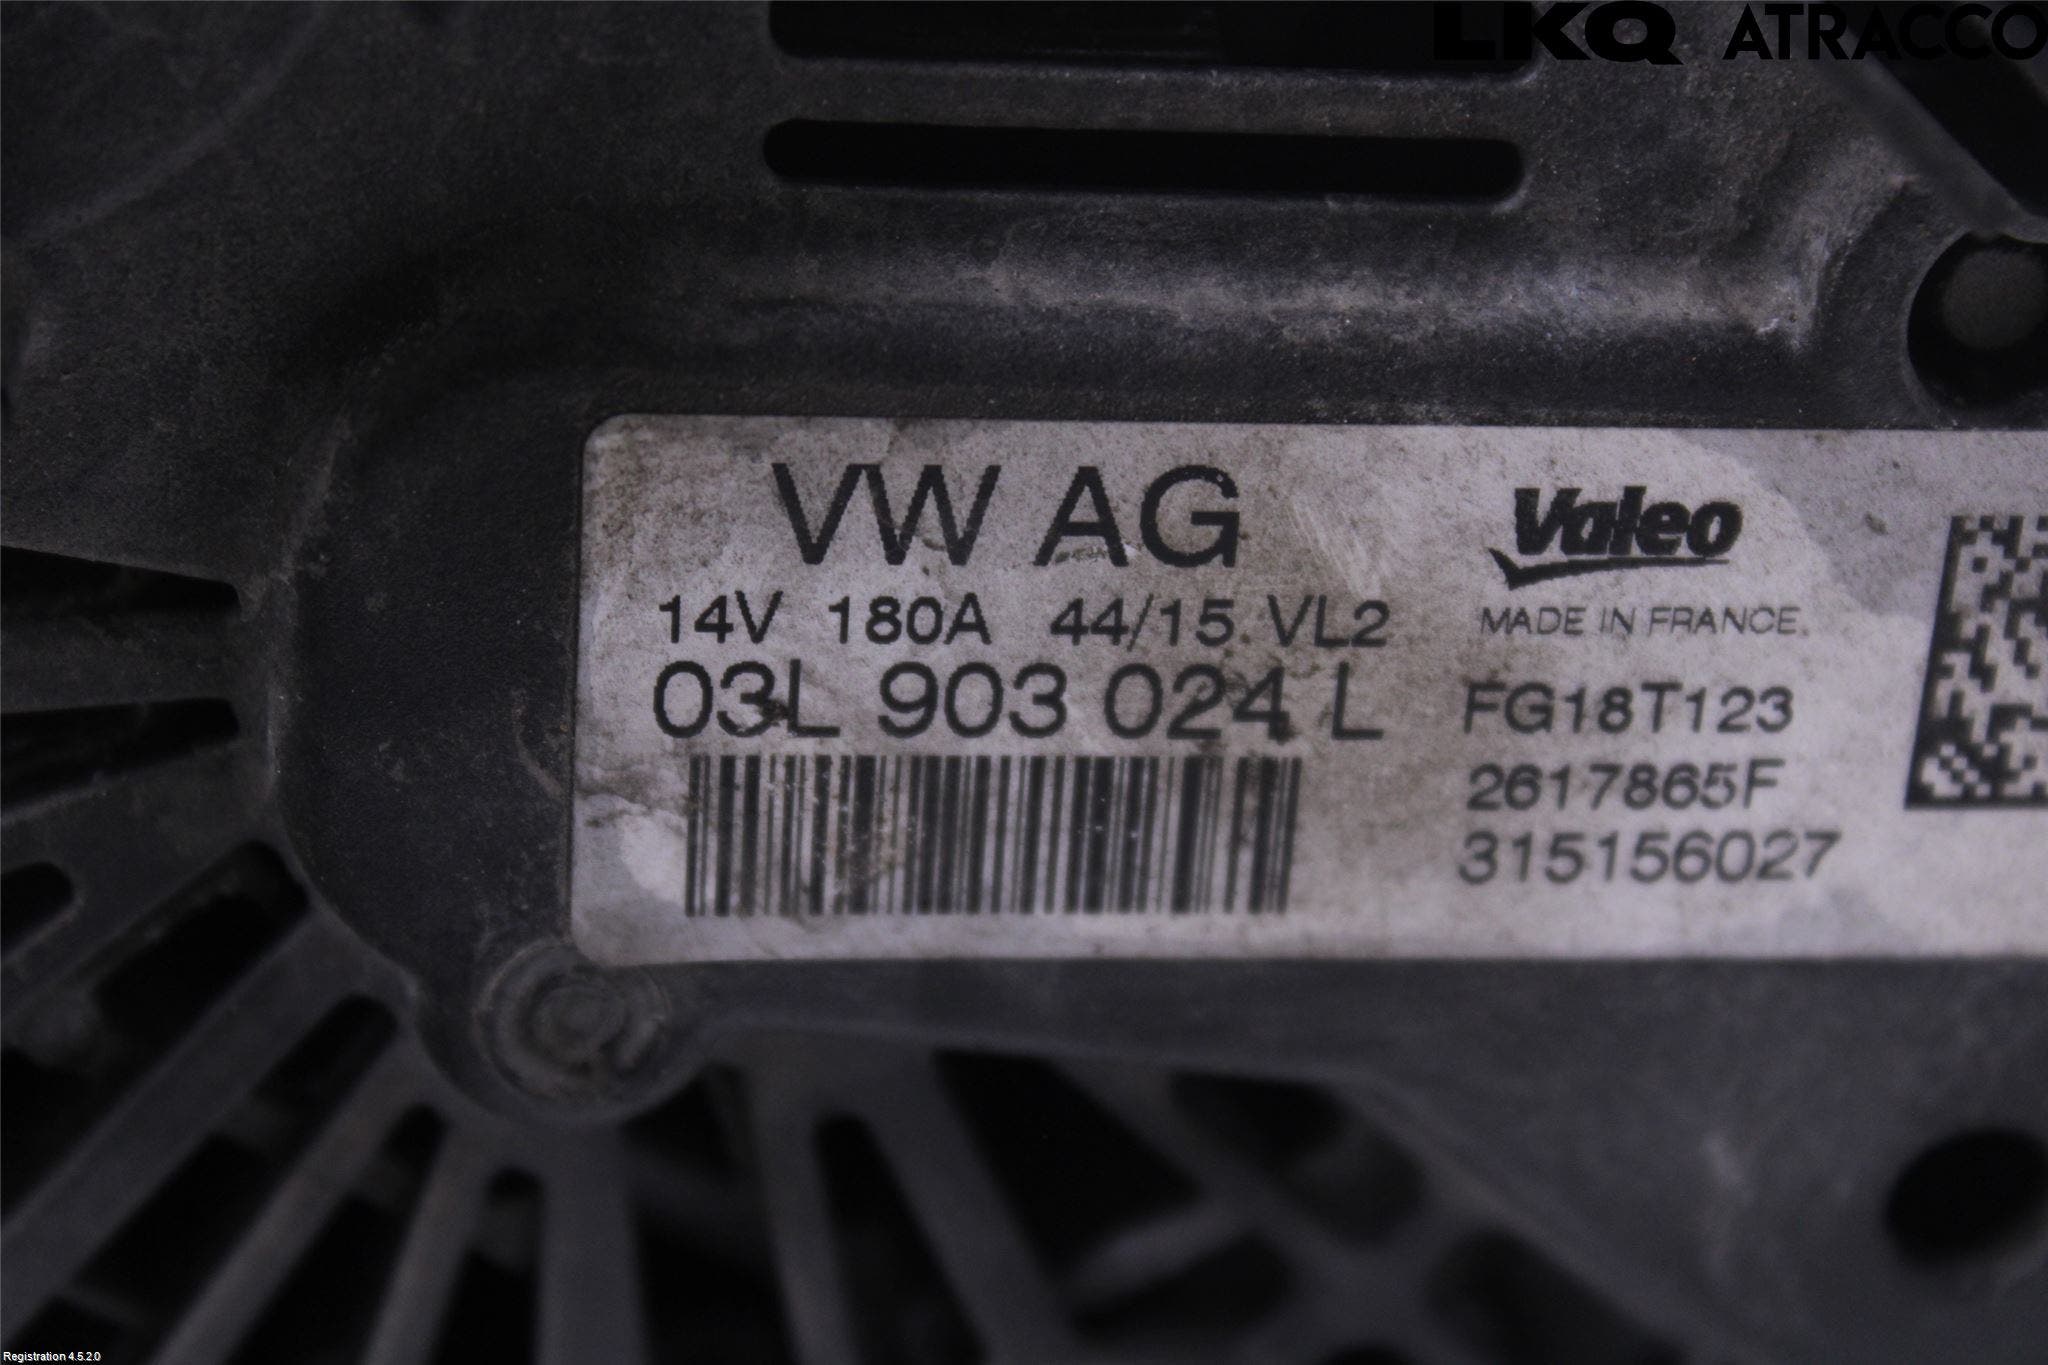 LKQ ATRACCO
VW AG
14V 180A 44/15 VL2
03L 903 024 L
Valeo
MADE IN FRANCE
FG18T123
2617865F
315156027
Registration 4.5.2.0